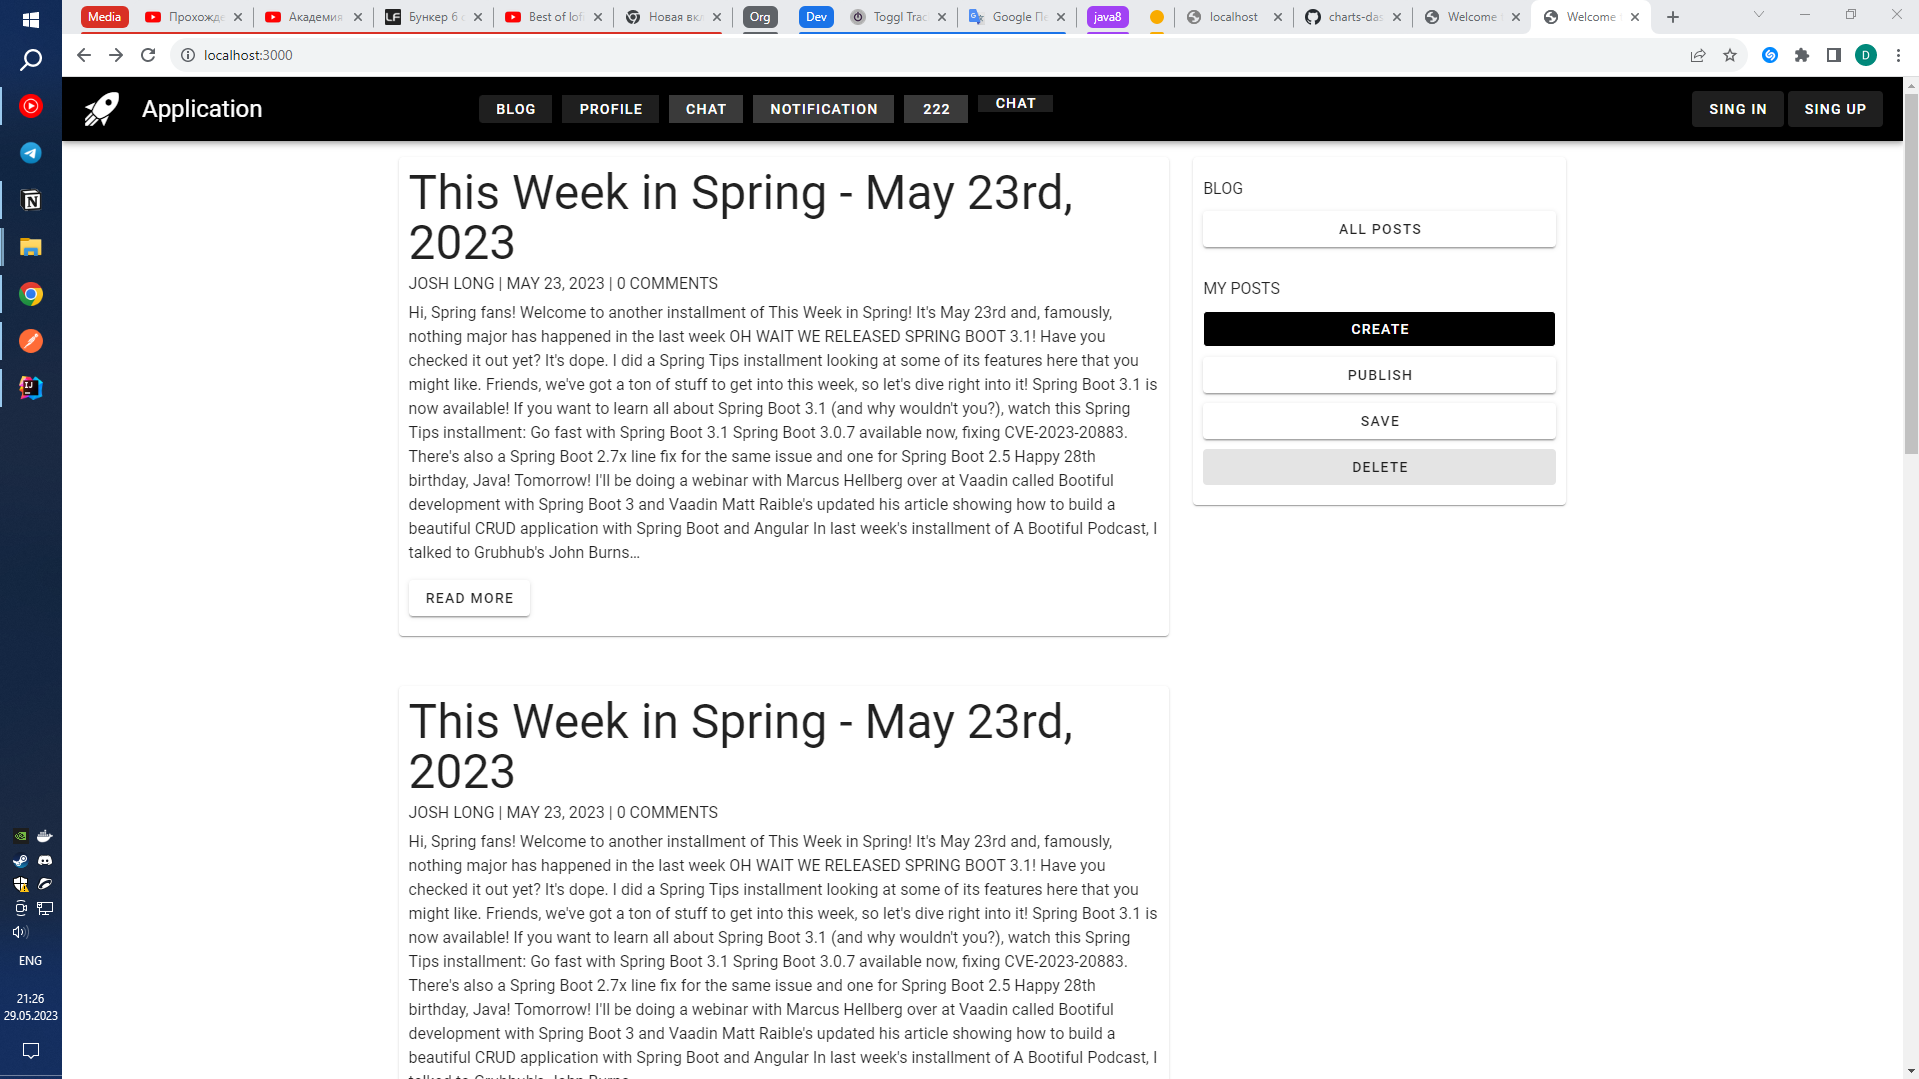 Media
Прохожде
Академия
Бункер 6 с
Best of lofi
Новая вкл
Org
Dev
Toggl Trac
Google Пе
java8
localhost
charts-das
Welcome
Welcome
localhost:3000
D
Application
BLOG
PROFILE
CHAT
NOTIFICATION
222
CHAT
SING IN
SING UP
This Week in Spring - May 23rd,
2023
JOSH LONG | MAY 23, 2023 | 0 COMMENTS
Hi, Spring fans! Welcome to another installment of This Week in Spring! It's May 23rd and, famously,
nothing major has happened in the last week OH WAIT WE RELEASED SPRING BOOT 3.1! Have you
checked it out yet? It's dope. I did a Spring Tips installment looking at some of its features here that you
might like. Friends, we've got a ton of stuff to get into this week, so let's dive right into it! Spring Boot 3.1 is
now available! If you want to learn all about Spring Boot 3.1 (and why wouldn't you?), watch this Spring
Tips installment: Go fast with Spring Boot 3.1 Spring Boot 3.0.7 available now, fixing CVE-2023-20883.
There's also a Spring Boot 2.7x line fix for the same issue and one for Spring Boot 2.5 Happy 28th
birthday, Java! Tomorrow! I'll be doing a webinar with Marcus Hellberg over at Vaadin called Bootiful
development with Spring Boot 3 and Vaadin Matt Raible's updated his article showing how to build a
beautiful CRUD application with Spring Boot and Angular In last week's installment of A Bootiful Podcast, I
talked to Grubhub's John Burns…
READ MORE
BLOG
ALL POSTS
MY POSTS
CREATE
PUBLISH
SAVE
DELETE
This Week in Spring - May 23rd,
2023
JOSH LONG | MAY 23, 2023 | 0 COMMENTS
Hi, Spring fans! Welcome to another installment of This Week in Spring! It's May 23rd and, famously,
nothing major has happened in the last week OH WAIT WE RELEASED SPRING BOOT 3.1! Have you
checked it out yet? It's dope. I did a Spring Tips installment looking at some of its features here that you
might like. Friends, we've got a ton of stuff to get into this week, so let's dive right into it! Spring Boot 3.1 is
now available! If you want to learn all about Spring Boot 3.1 (and why wouldn't you?), watch this Spring
Tips installment: Go fast with Spring Boot 3.1 Spring Boot 3.0.7 available now, fixing CVE-2023-20883.
There's also a Spring Boot 2.7x line fix for the same issue and one for Spring Boot 2.5 Happy 28th
birthday, Java! Tomorrow! I'll be doing a webinar with Marcus Hellberg over at Vaadin called Bootiful
development with Spring Boot 3 and Vaadin Matt Raible's updated his article showing how to build a
beautiful CRUD application with Spring Boot and Angular In last week's installment of A Bootiful Podcast, I
talked to Grubhub's John Burns…
ENG
21:26
29.05.2023